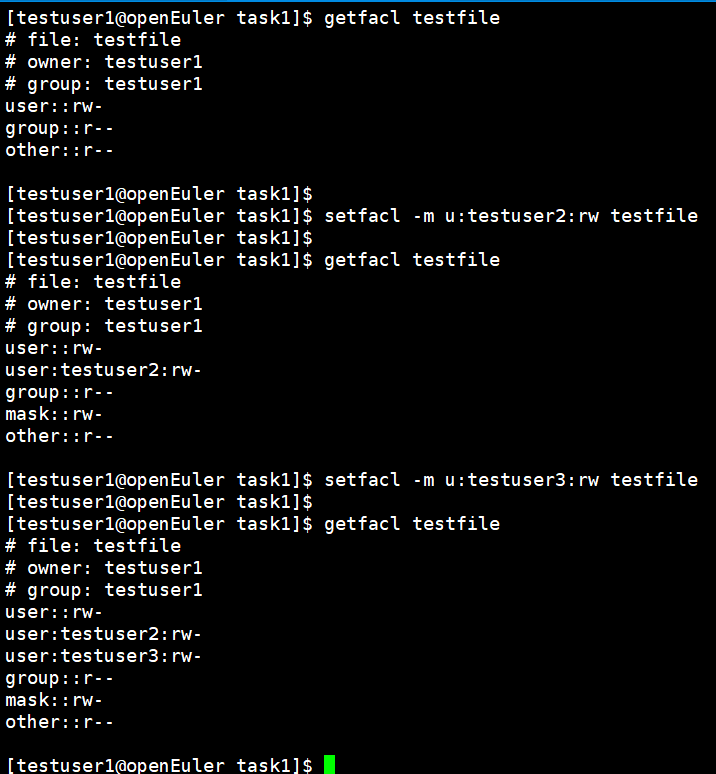 [testuser1@openEuler task1]$ getfacl testfile
# file: testfile
# owner: testuser1
# group: testuser1
user::rw-
group::r--
other::r--
[testuser1@openEuler task1]$
[testuser1@openEuler task1]$ setfacl -m u:testuser2:rw testfile
[testuser1@openEuler task1]$
[testuser1@openEuler task1]$ getfacl testfile
# file: testfile
# owner: testuser1
# group: testuser1
user::rw-
user:testuser2:rw-
group::r--
mask::rw-
other::r--
[testuser1@openEuler task1]$ setfacl -m u:testuser3:rw testfile
[testuser1@openEuler task1]$
[testuser1@openEuler task1]$ getfacl testfile
# file: testfile
# owner: testuser1
# group: testuser1
user::rw-
user:testuser2:rw-
user:testuser3:rw-
group::r--
mask::rw-
other::r--
[testuser1@openEuler task1]$